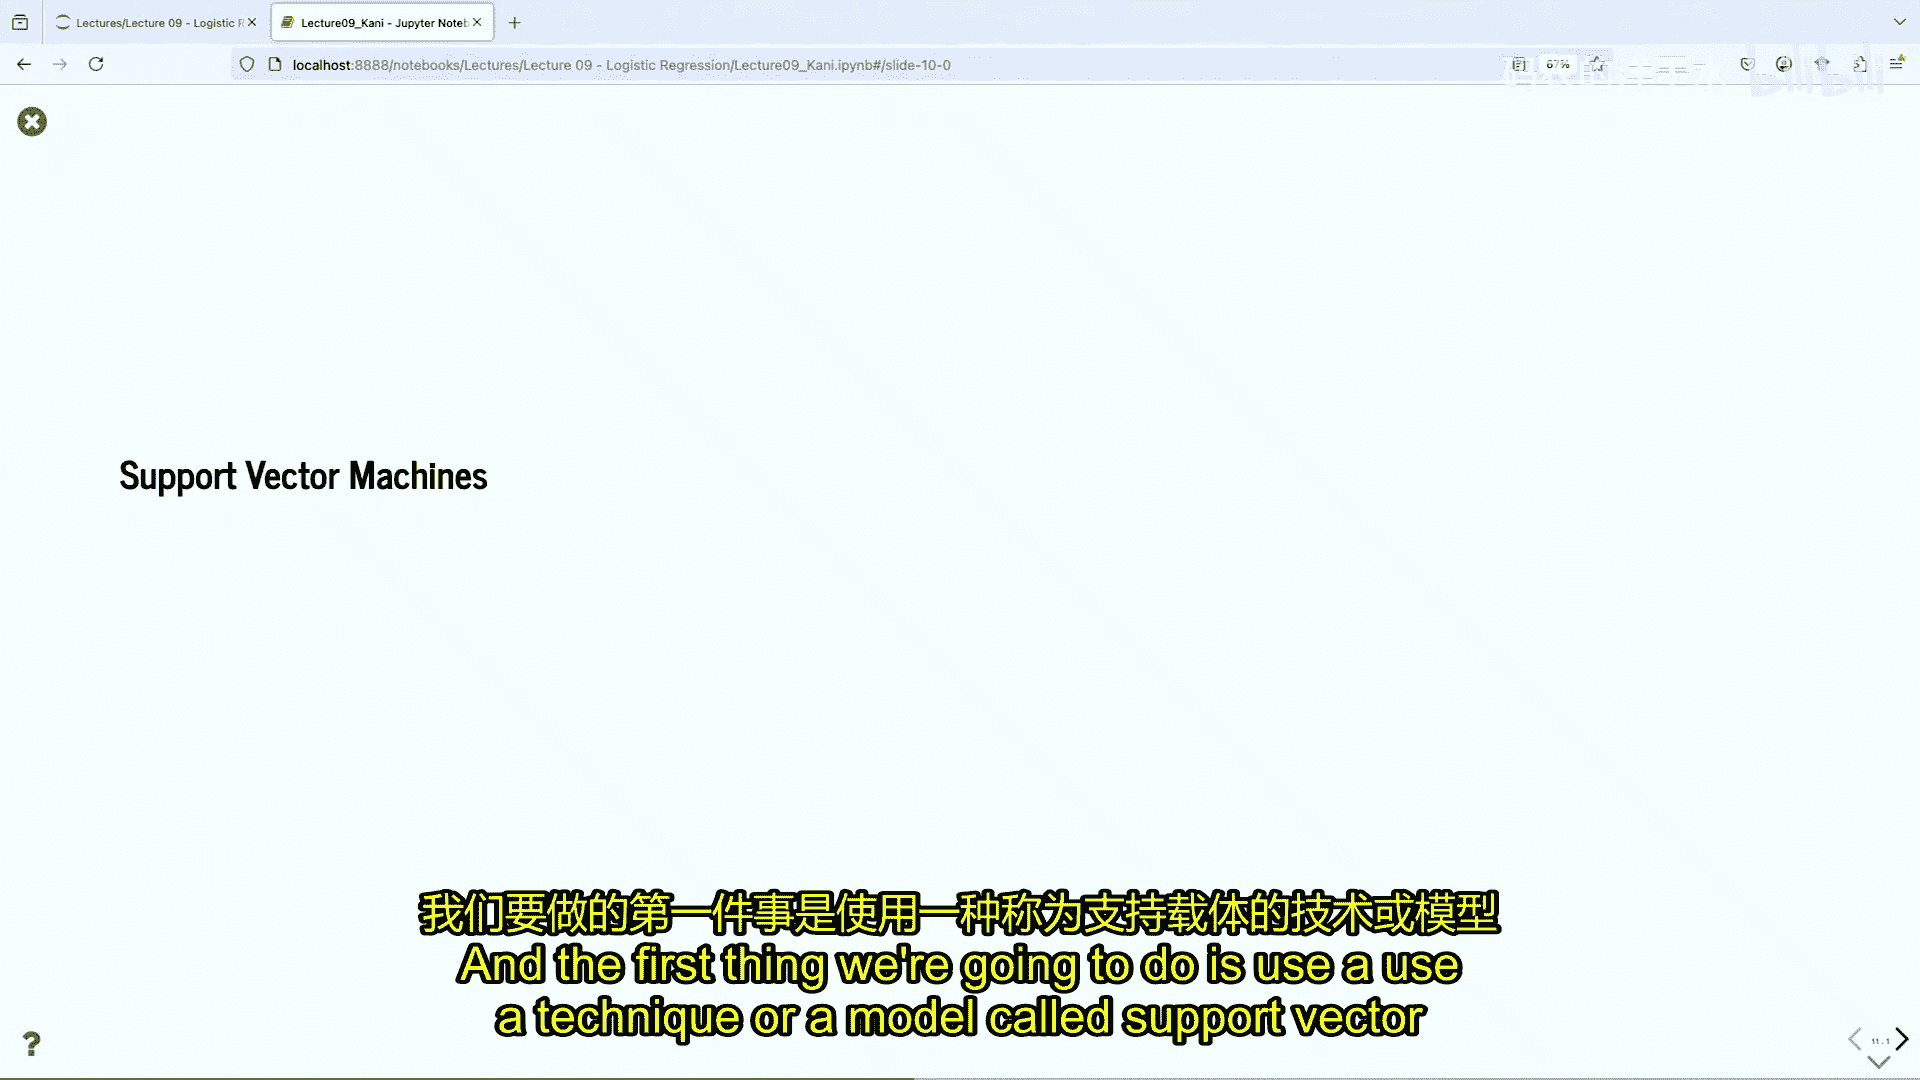 Lectures/Lecture 09 - Logistic R
Lecture09_Kani - Jupyter Noteb
localhost:8888/notebooks/Lectures/Lecture 09 - Logistic Regression/Lecture09_Kani.ipynb#/slide-10-0
67%
Support Vector Machines
我们要做的第一件事是使用一种称为支持载体的技术或模型
And the first thing we're going to do is use a use
a technique or a model called support vector
?
11.1